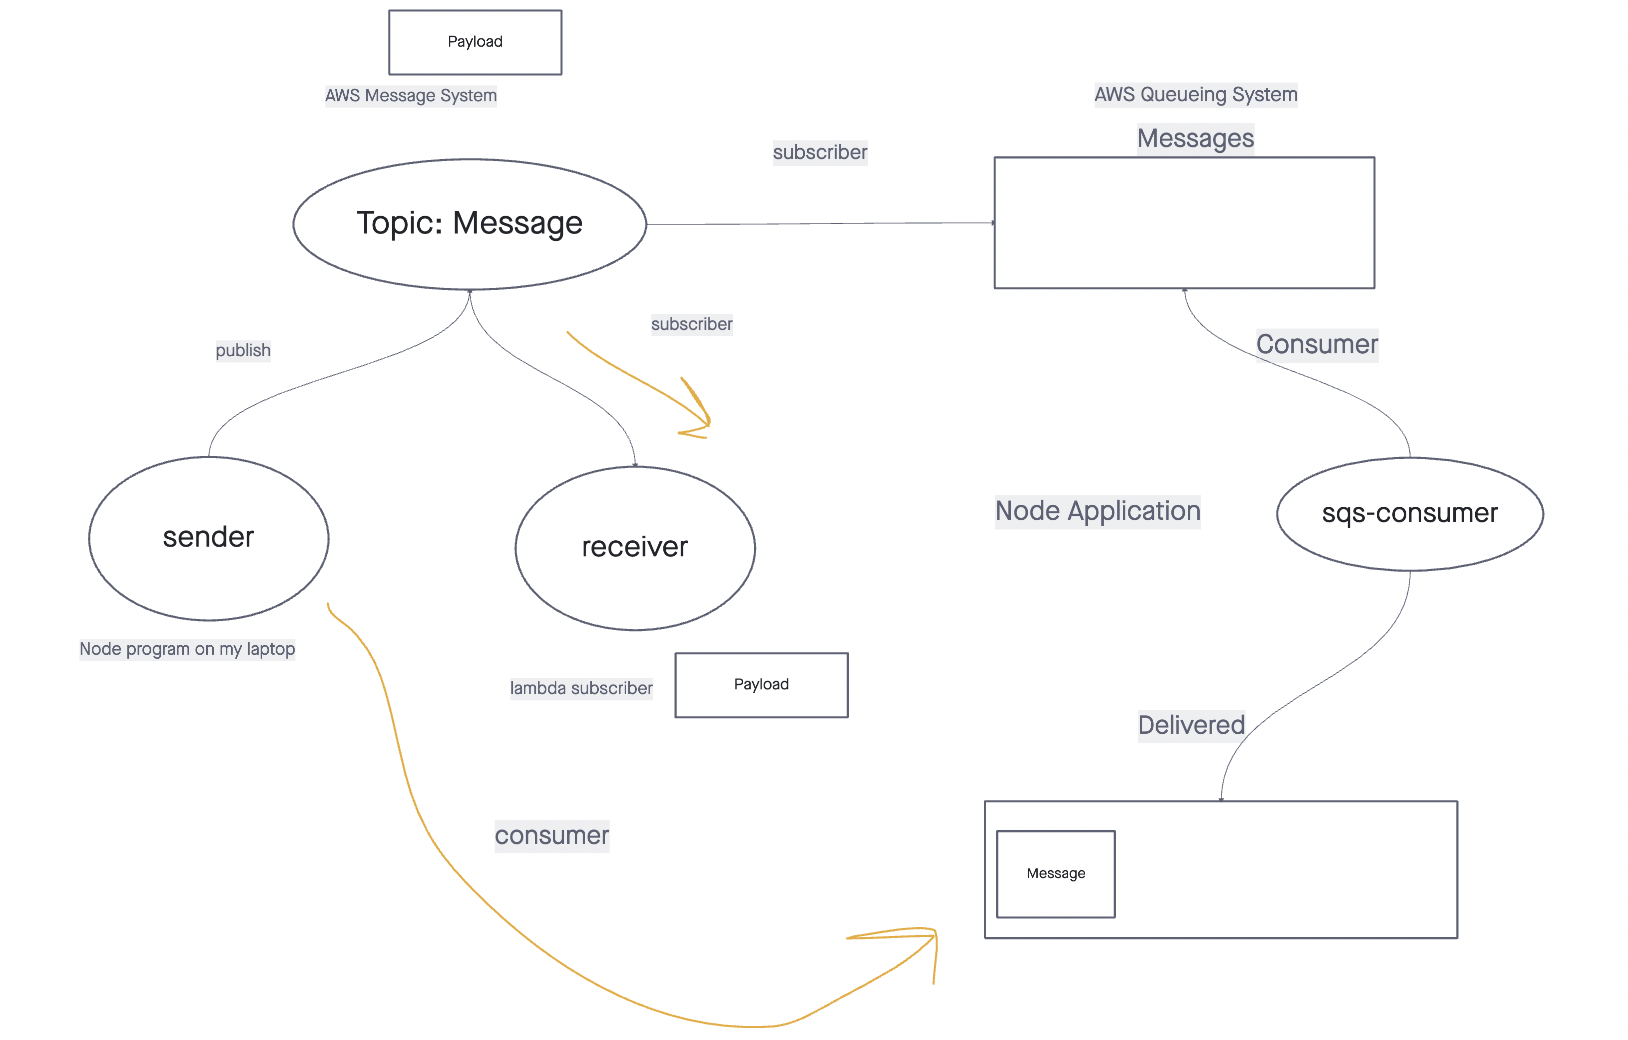 Payload
AWS Message System
AWS Queueing System
Messages
subscriber
Topic: Message
subscriber
publish
Consumer
Node Application
sqs-consumer
sender
receiver
Node program on my laptop
lambda subscriber
Payload
Delivered
consumer
Message